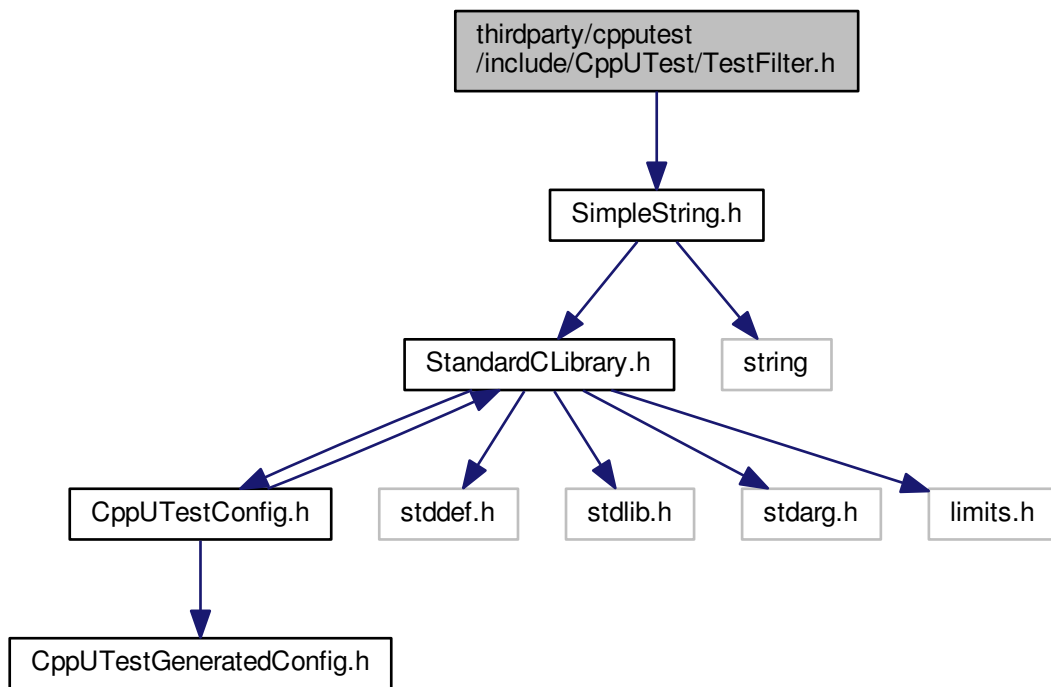 thirdparty/cpputest
/include/CppUTest/TestFilter.h
SimpleString.h
StandardCLibrary.h
string
CppUTestConfig.h
stddef.h
stdlib.h
stdarg.h
limits.h
CppUTestGeneratedConfig.h